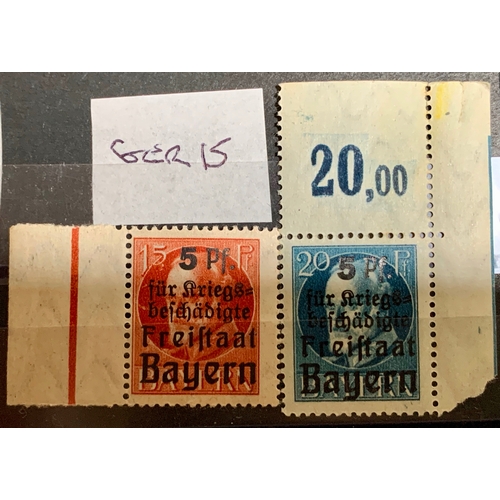 GER 15
20,00
15 Pf.
5 Pf.
für Kriegs=
beschädigte
Freistaat
Bayern
20 Pf
5 Pf.
für Kriegs=
beschädigte
Freistaat
Bayern